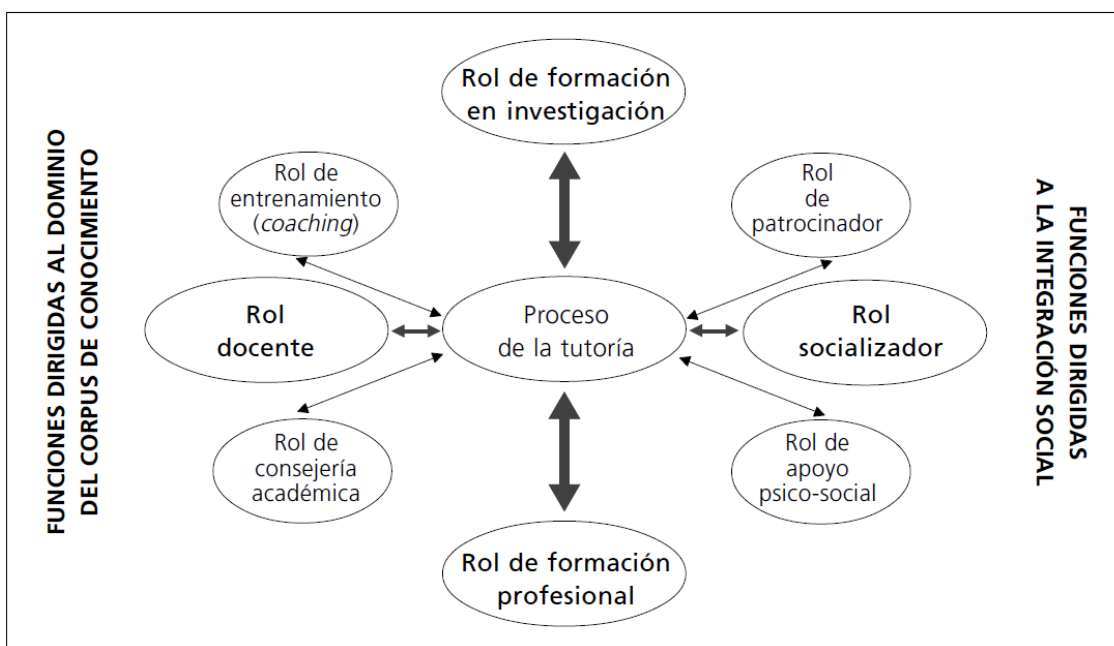 FUNCIONES DIRIGIDAS AL DOMINIO
DEL CORPUS DE CONOCIMIENTO
Rol de formación
en investigación
Rol de
entrenamiento
(coaching)
Rol
de
patrocinador
Rol
docente
Proceso
de la tutoría
Rol
socializador
Rol de
consejería
académica
Rol de
apoyo
psico-social
Rol de formación
profesional
FUNCIONES DIRIGIDAS
A LA INTEGRACIÓN SOCIAL